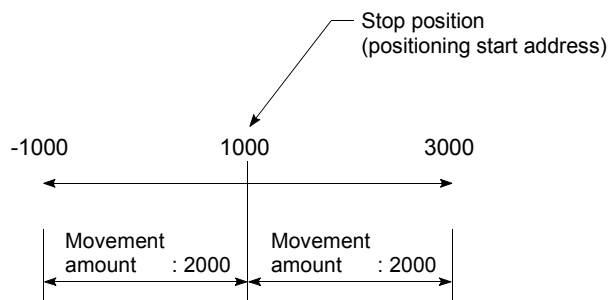 Stop position
(positioning start address)
-1000 1000 3000
Movement amount : 2000
Movement amount : 2000